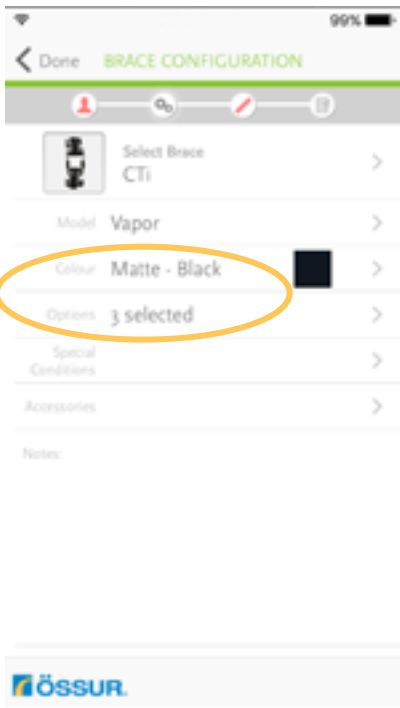 99%
Done BRACE CONFIGURATION
Select Brace
CTi
Model Vapor
Colour Matte - Black
Options 3 selected
Special
Conditions
Accessories
Notes:
ÖSSUR.